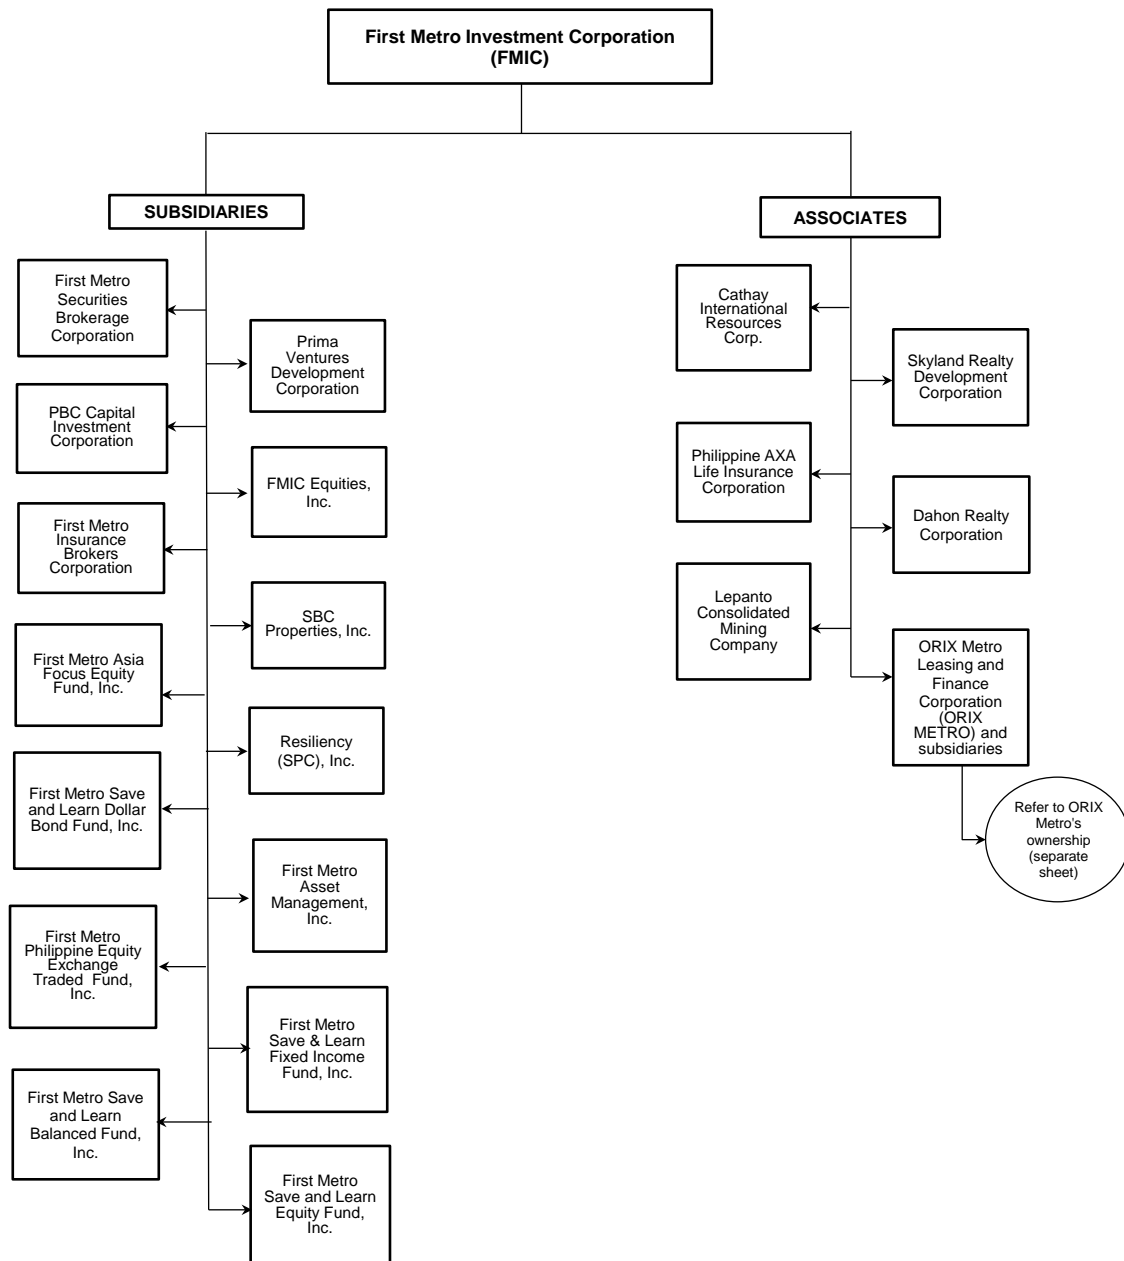 First Metro Investment Corporation
(FMIC)
SUBSIDIARIES
First Metro
Securities
Brokerage
Corporation
Prima
Ventures
Development
Corporation
PBC Capital
Investment
Corporation
FMIC Equities,
Inc.
First Metro
Insurance
Brokers
Corporation
SBC
Properties, Inc.
First Metro Asia
Focus Equity
Fund, Inc.
Resiliency
(SPC), Inc.
First Metro Save
and Learn Dollar
Bond Fund, Inc.
First Metro
Asset
Management,
Inc.
First Metro
Philippine Equity
Exchange
Traded Fund,
Inc.
First Metro
Save & Learn
Fixed Income
Fund, Inc.
First Metro Save
and Learn
Balanced Fund,
Inc.
First Metro
Save and Learn
Equity Fund,
Inc.
ASSOCIATES
Cathay
International
Resources
Corp.
Skyland Realty
Development
Corporation
Philippine AXA
Life Insurance
Corporation
Dahon Realty
Corporation
Lepanto
Consolidated
Mining
Company
ORIX Metro
Leasing and
Finance
Corporation
(ORIX
METRO) and
subsidiaries
Refer to ORIX
Metro's
ownership
(separate
sheet)